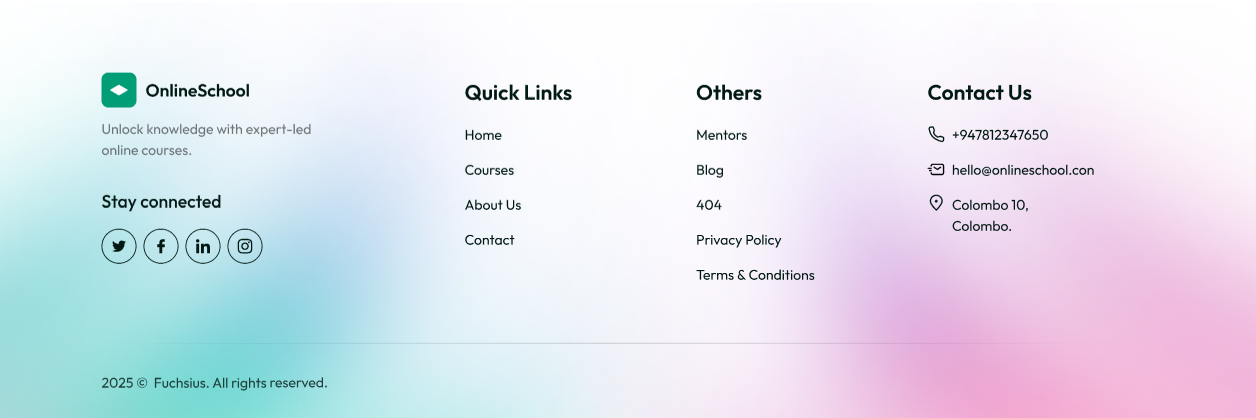 OnlineSchool
Unlock knowledge with expert-led
online courses.
Stay connected
Quick Links
Home
Courses
About Us
Contact
Others
Mentors
Blog
404
Privacy Policy
Terms & Conditions
Contact Us
+947812347650
hello@onlineschool.con
Colombo 10,
Colombo.
2025 © Fuchsius. All rights reserved.